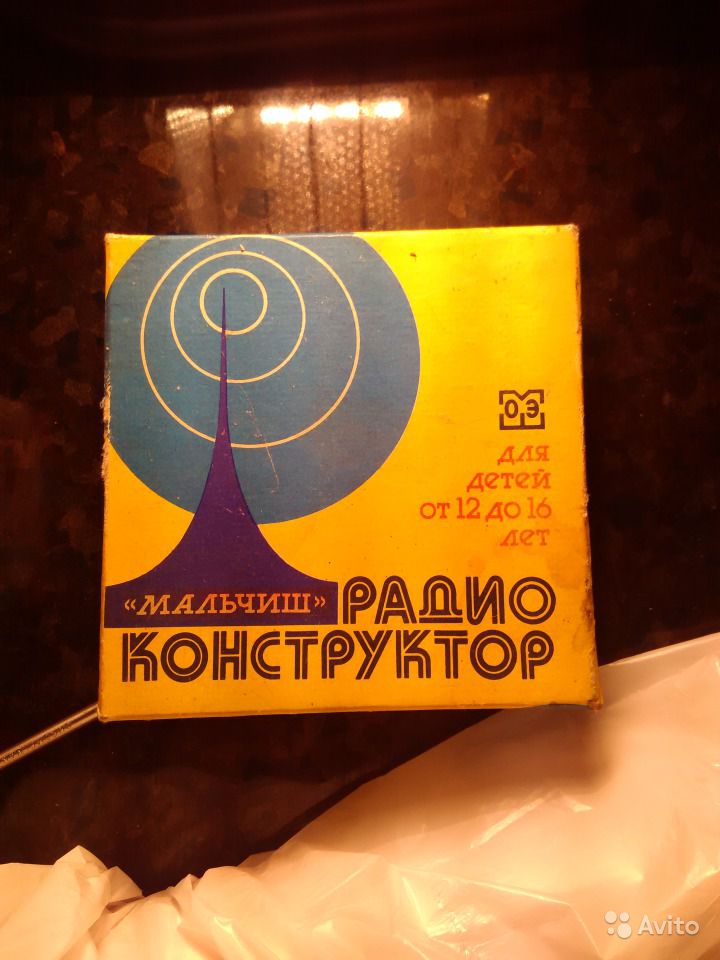 ОЭ
для
детей
от 12 до 16
лет
«МАЛЬЧИШ» РАДИО
КОНСТРУКТОР
Avito